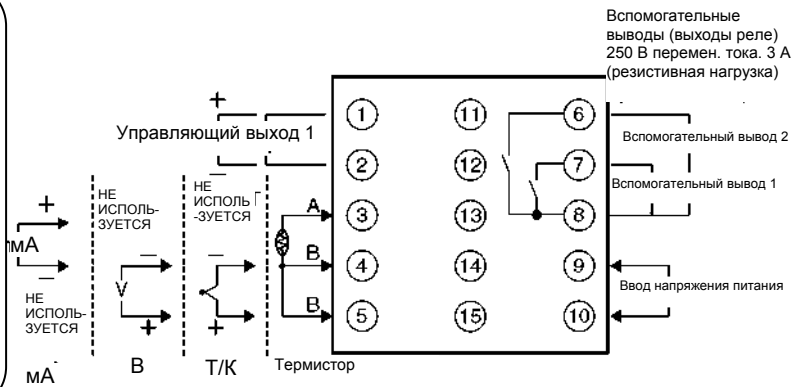 Вспомогательные
выводы (выходы реле)
250 В перемен. тока. 3 А
(резистивная нагрузка)
+
Управляющий выход 1
–
1
2
3
4
5
11
12
13
14
15
6
7
8
9
10
Вспомогательный вывод 2
Вспомогательный вывод 1
Ввод напряжения питания
+
мА
–
НЕ
ИСПОЛЬ-
ЗУЕТСЯ
мА
НЕ
ИСПОЛЬ-
ЗУЕТСЯ
–
V
+
В
НЕ
ИСПОЛЬ
-ЗУЕТСЯ
–
+
Т/К
A
B
B
Термистор